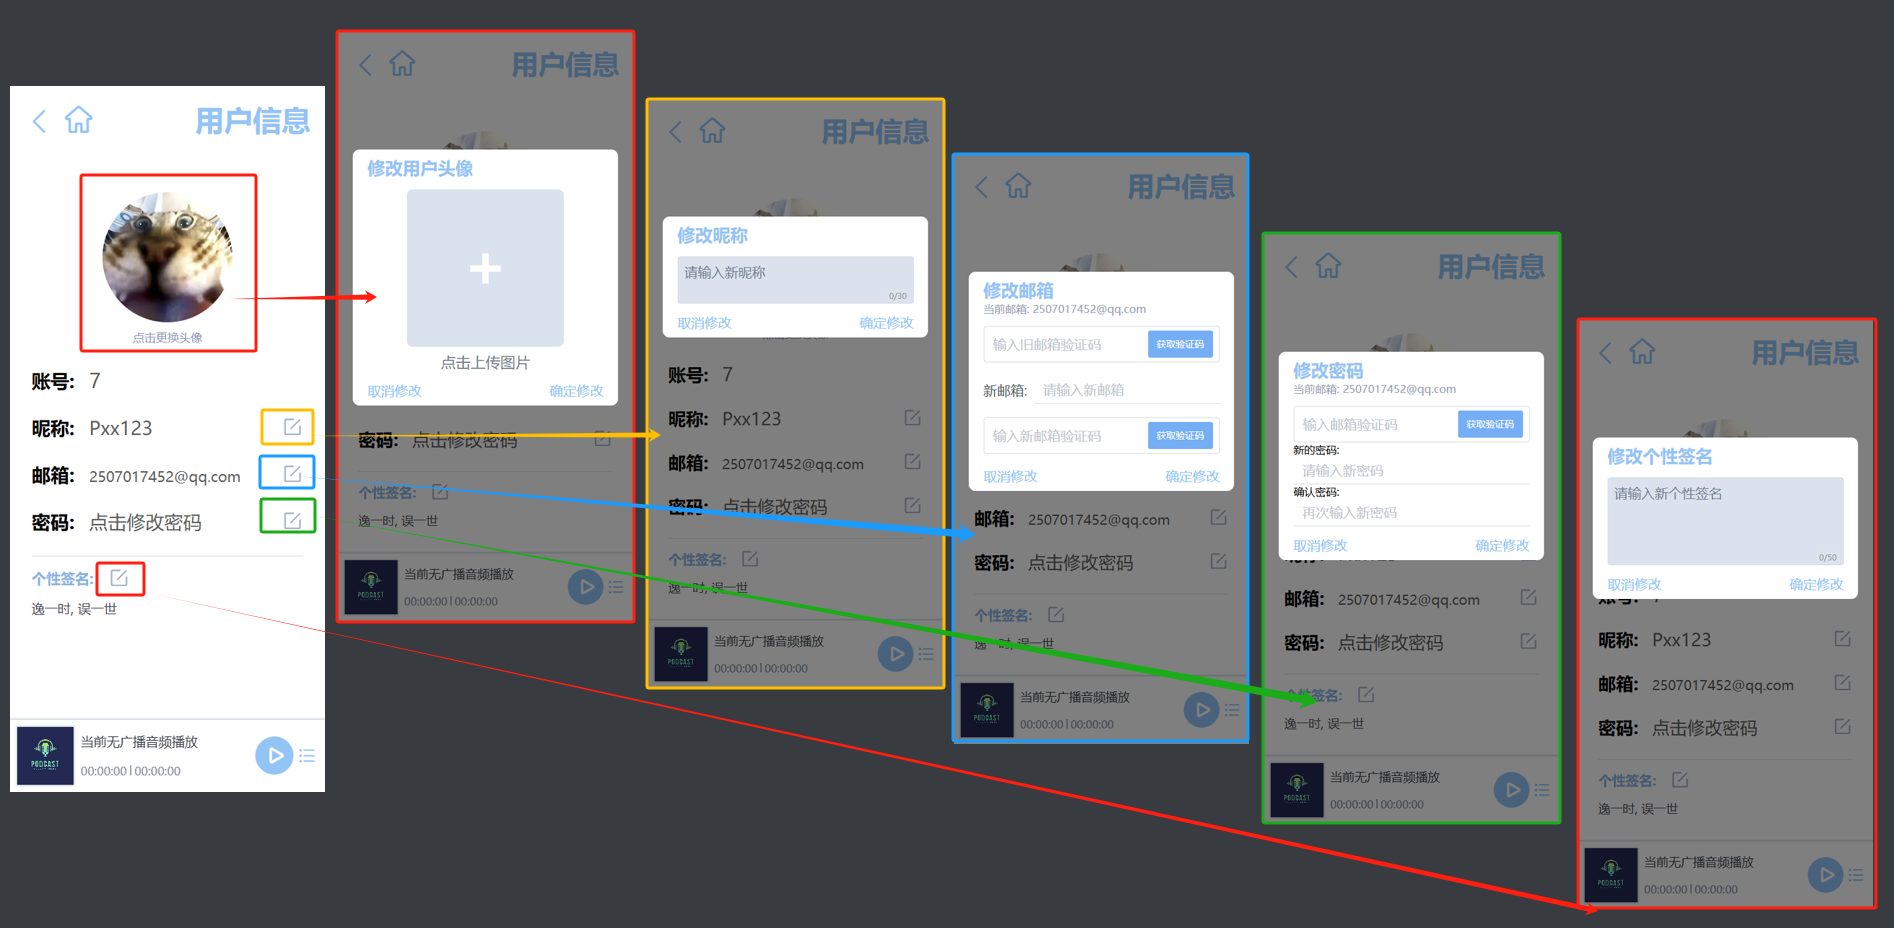 用户信息
点击更换头像
账号: 7
昵称: Pxx123
邮箱: 2507017452@qq.com
密码: 点击修改密码
个性签名:
逸一时, 误一世
PODCAST
当前无广播音频播放
00:00:00 | 00:00:00
用户信息
修改用户头像
点击上传图片
取消修改 确定修改
密码: 点击修改密码
个性签名:
逸一时, 误一世
PODCAST
当前无广播音频播放
00:00:00 | 00:00:00
用户信息
修改昵称
请输入新昵称
0/30
取消修改 确定修改
账号: 7
昵称: Pxx123
邮箱: 2507017452@qq.com
密码: 点击修改密码
个性签名:
逸一时, 误一世
PODCAST
当前无广播音频播放
00:00:00 | 00:00:00
用户信息
修改邮箱
当前邮箱: 2507017452@qq.com
输入旧邮箱验证码 获取验证码
新邮箱: 请输入新邮箱
输入新邮箱验证码 获取验证码
取消修改 确定修改
邮箱: 2507017452@qq.com
密码: 点击修改密码
个性签名:
逸一时, 误一世
PODCAST
当前无广播音频播放
00:00:00 | 00:00:00
用户信息
修改密码
当前邮箱: 2507017452@qq.com
输入邮箱验证码 获取验证码
新的密码:
请输入新密码
确认密码:
再次输入新密码
取消修改 确定修改
邮箱: 2507017452@qq.com
密码: 点击修改密码
个性签名:
逸一时, 误一世
PODCAST
当前无广播音频播放
00:00:00 | 00:00:00
用户信息
修改个性签名
请输入新个性签名
0/50
取消修改 确定修改
昵称: Pxx123
邮箱: 2507017452@qq.com
密码: 点击修改密码
个性签名:
逸一时, 误一世
PODCAST
当前无广播音频播放
00:00:00 | 00:00:00